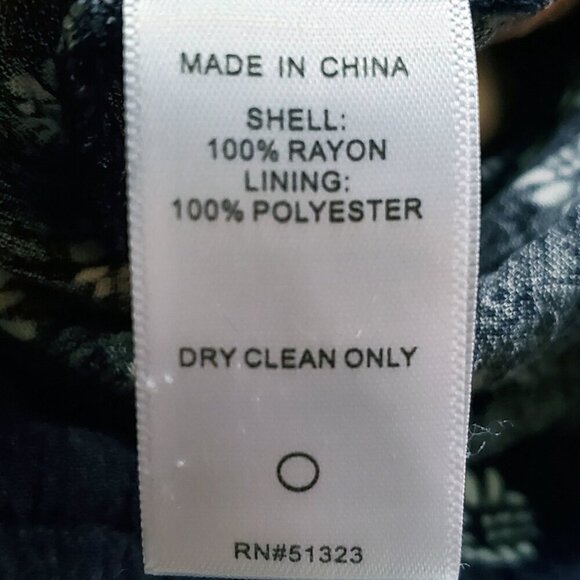 MADE IN CHINA
SHELL:
100% RAYON
LINING:
100% POLYESTER
DRY CLEAN ONLY
RN#51323